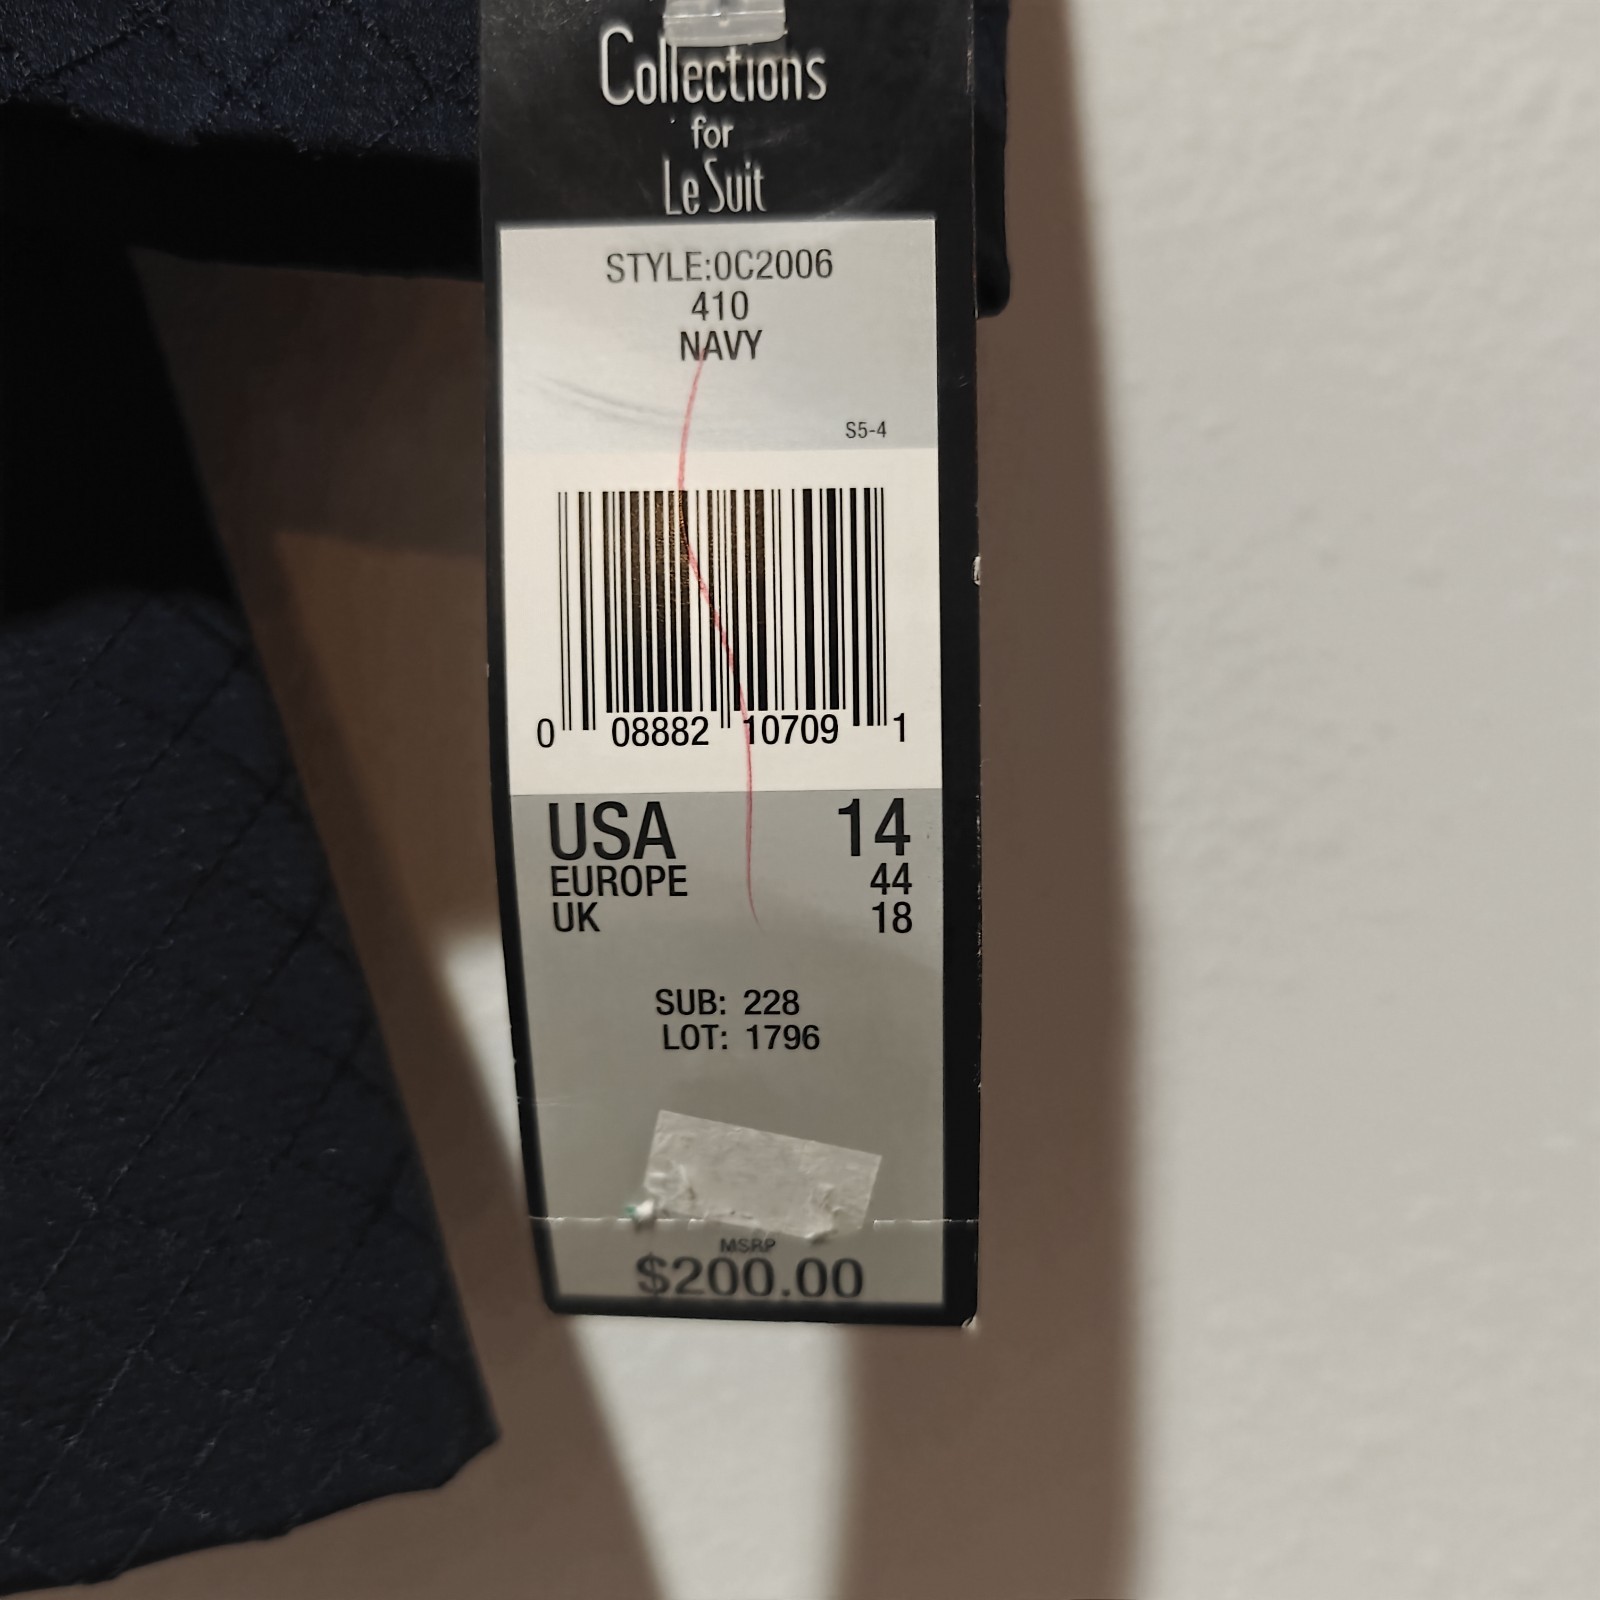 Collections
for
Le Suit
STYLE:0C2006
410
NAVY
S5-4
0 08882 10709 1
USA 14
EUROPE 44
UK 18
SUB: 228
LOT: 1796
MSRP
$200.00